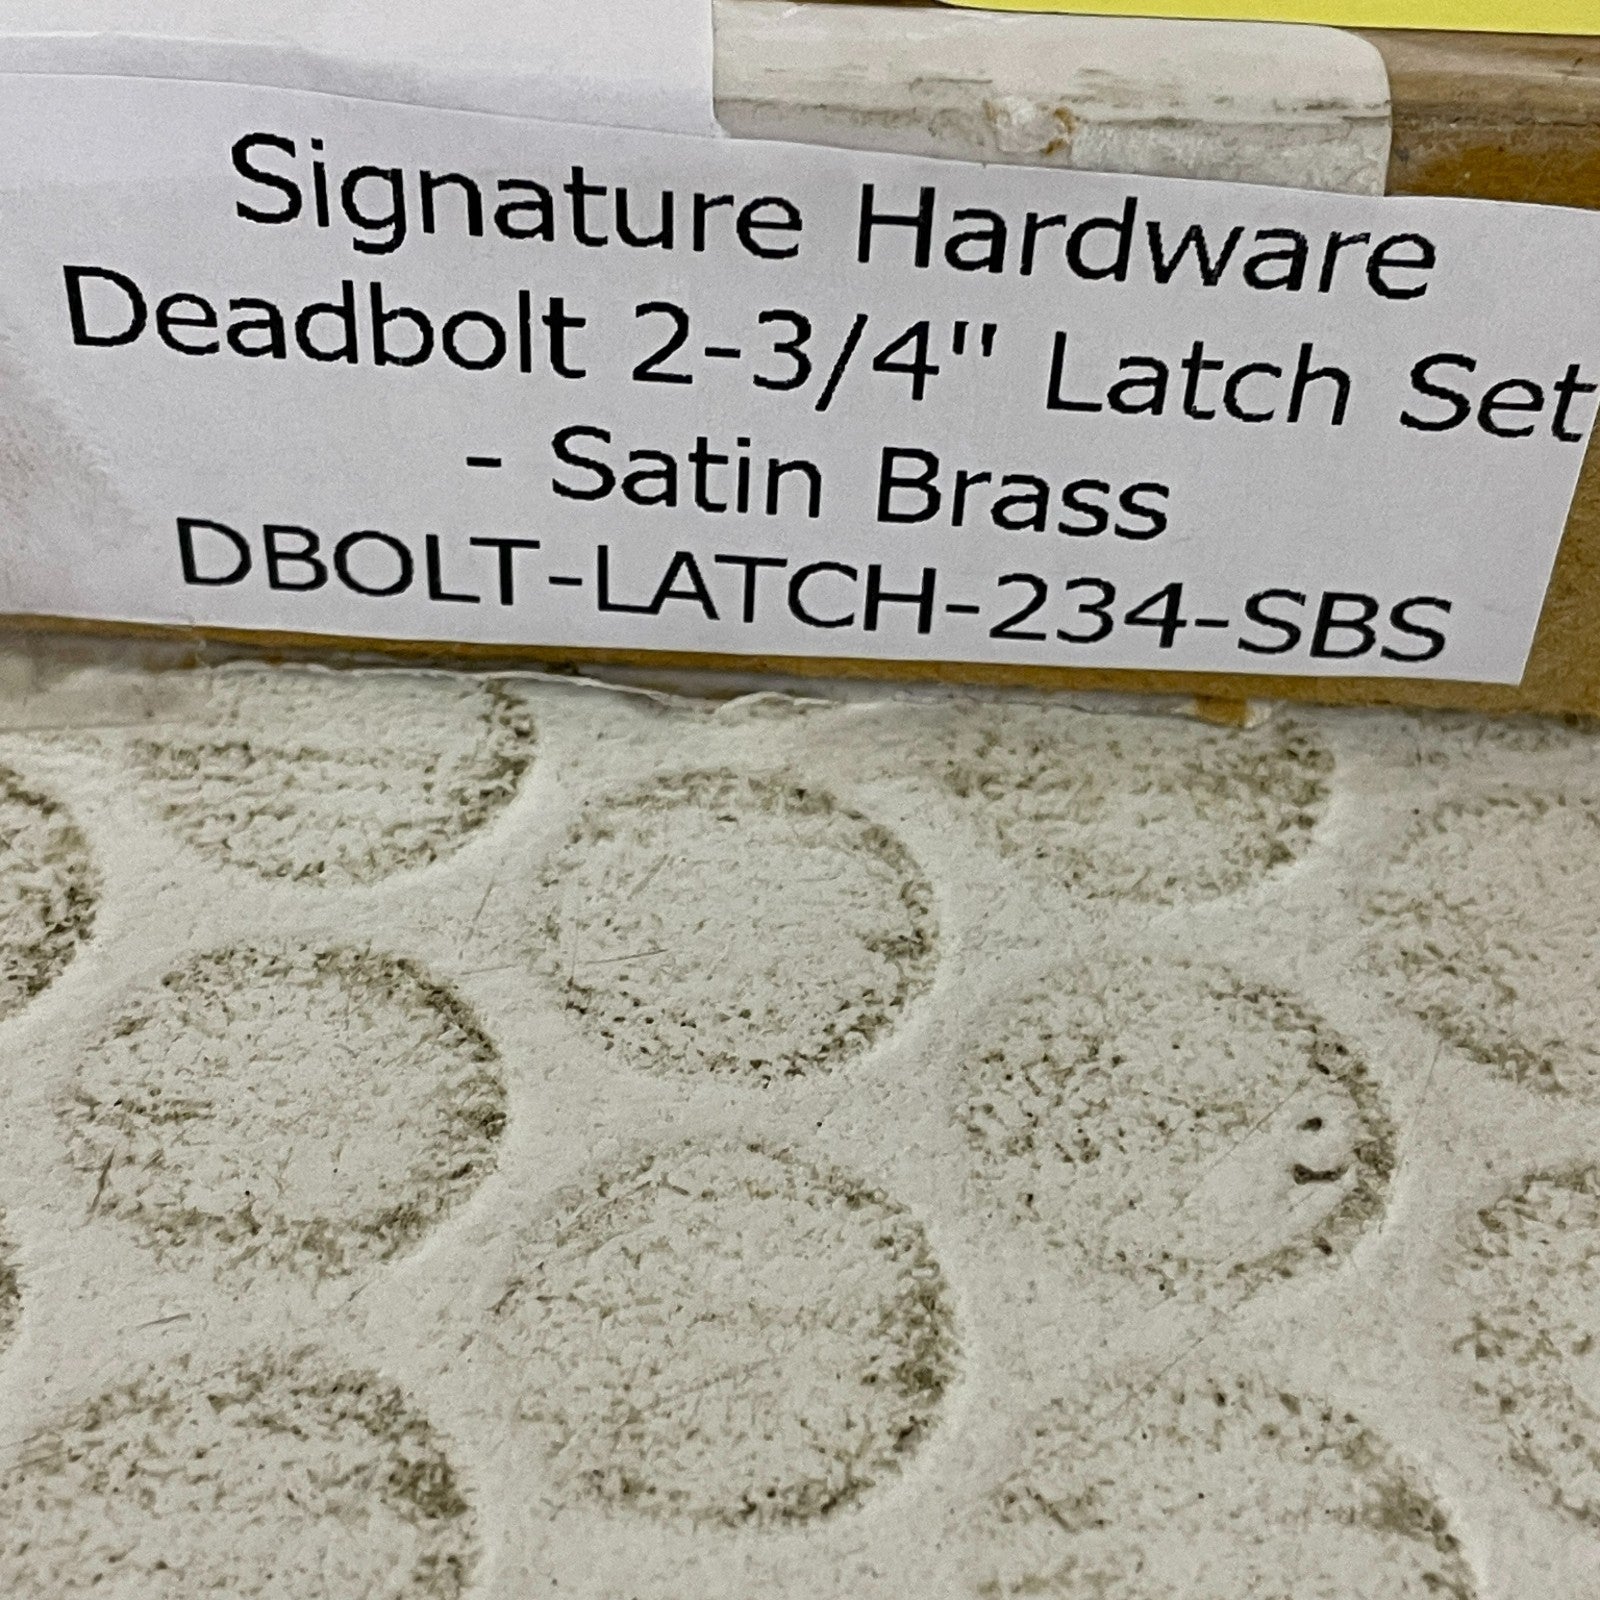 Signature Hardware
Deadbolt 2-3/4" Latch Set
- Satin Brass
DBOLT-LATCH-234-SBS